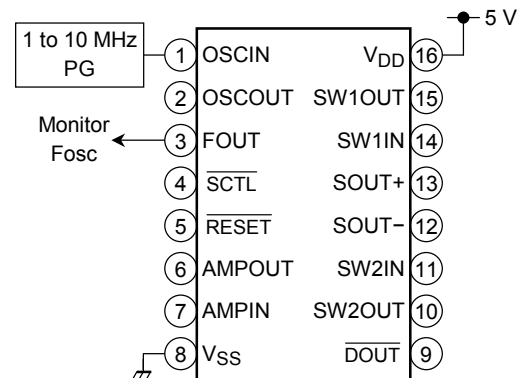 5 V
1 to 10 MHz
PG
1 OSCIN VDD 16
2 OSCOUT SW1OUT 15
Monitor
Fosc
3 FOUT SW1IN 14
4 SCTL SOUT+ 13
5 RESET SOUT− 12
6 AMPOUT SW2IN 11
7 AMPIN SW2OUT 10
8 VSS DOUT 9